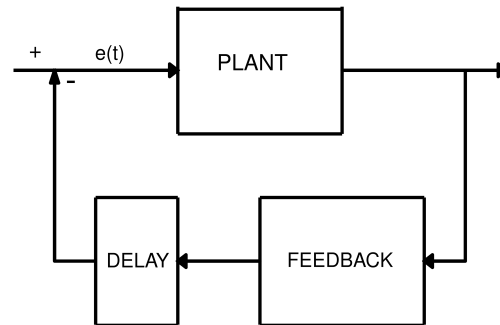 +
e(t)
-
PLANT
DELAY
FEEDBACK